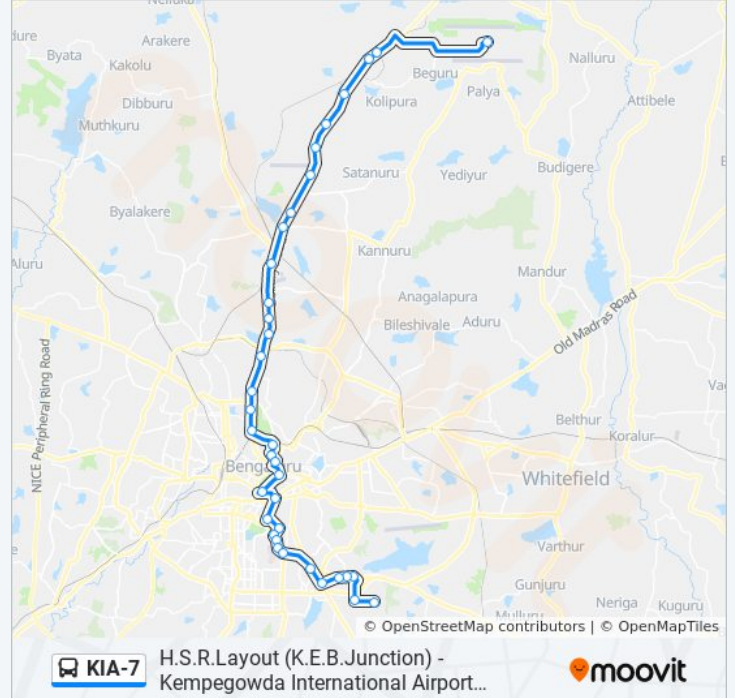 Arakere
Byata
Kakolu
Nalluru
Beguru
Palya
Dibburu
Kolipura
Attibele
Muthkuru
Satanuru
Yediyur
Budigere
Byalakere
Kannuru
Aluru
Mandur
Anagalapura
Bileshivale
Aduru
Old Madras Road
NICE Peripheral Ring Road
Belthur
Koralur
Whitefield
Varthur
Gunjuru
Neriga
Kuguru
© OpenStreetMap contributors | © OpenMapTiles
KIA-7
H.S.R.Layout (K.E.B.Junction) -
Kempegowda International Airport…
moovit